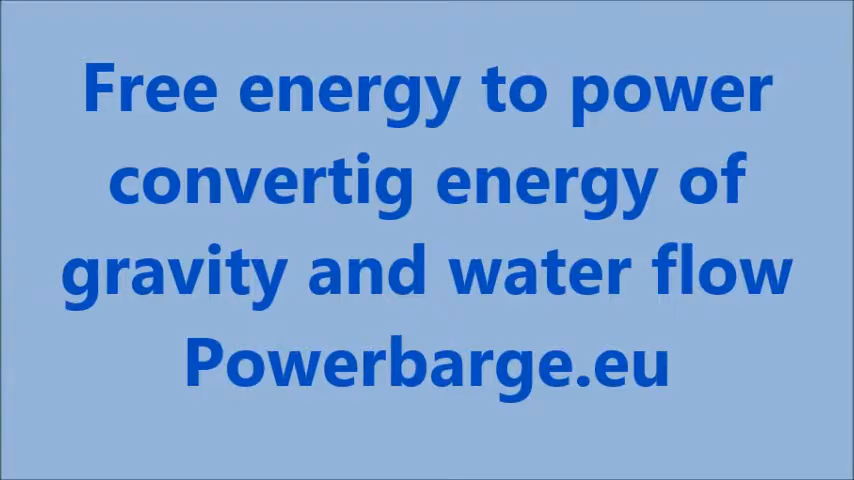 Free energy to power
convertig energy of
gravity and water flow
Powerbarge.eu